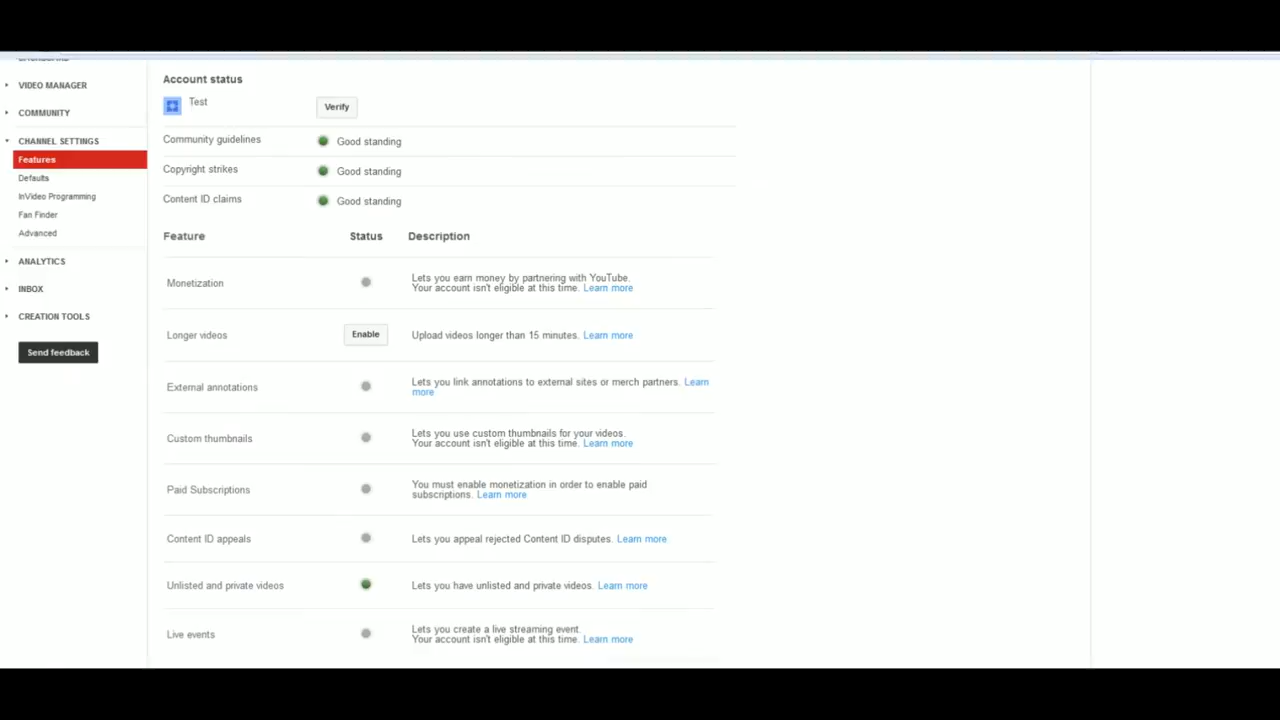 VIDEO MANAGER
COMMUNITY
CHANNEL SETTINGS
Features
Defaults
InVideo Programming
Fan Finder
Advanced
ANALYTICS
INBOX
CREATION TOOLS
Send feedback
Account status
Test
Verify
Community guidelines Good standing
Copyright strikes Good standing
Content ID claims Good standing
Feature Status Description
Monetization
Lets you earn money by partnering with YouTube.
Your account isn't eligible at this time. Learn more
Longer videos Enable Upload videos longer than 15 minutes. Learn more
External annotations
Lets you link annotations to external sites or merch partners. Learn
more
Custom thumbnails
Lets you use custom thumbnails for your videos.
Your account isn't eligible at this time. Learn more
Paid Subscriptions
You must enable monetization in order to enable paid
subscriptions. Learn more
Content ID appeals Lets you appeal rejected Content ID disputes. Learn more
Unlisted and private videos Lets you have unlisted and private videos. Learn more
Live events
Lets you create a live streaming event.
Your account isn't eligible at this time. Learn more